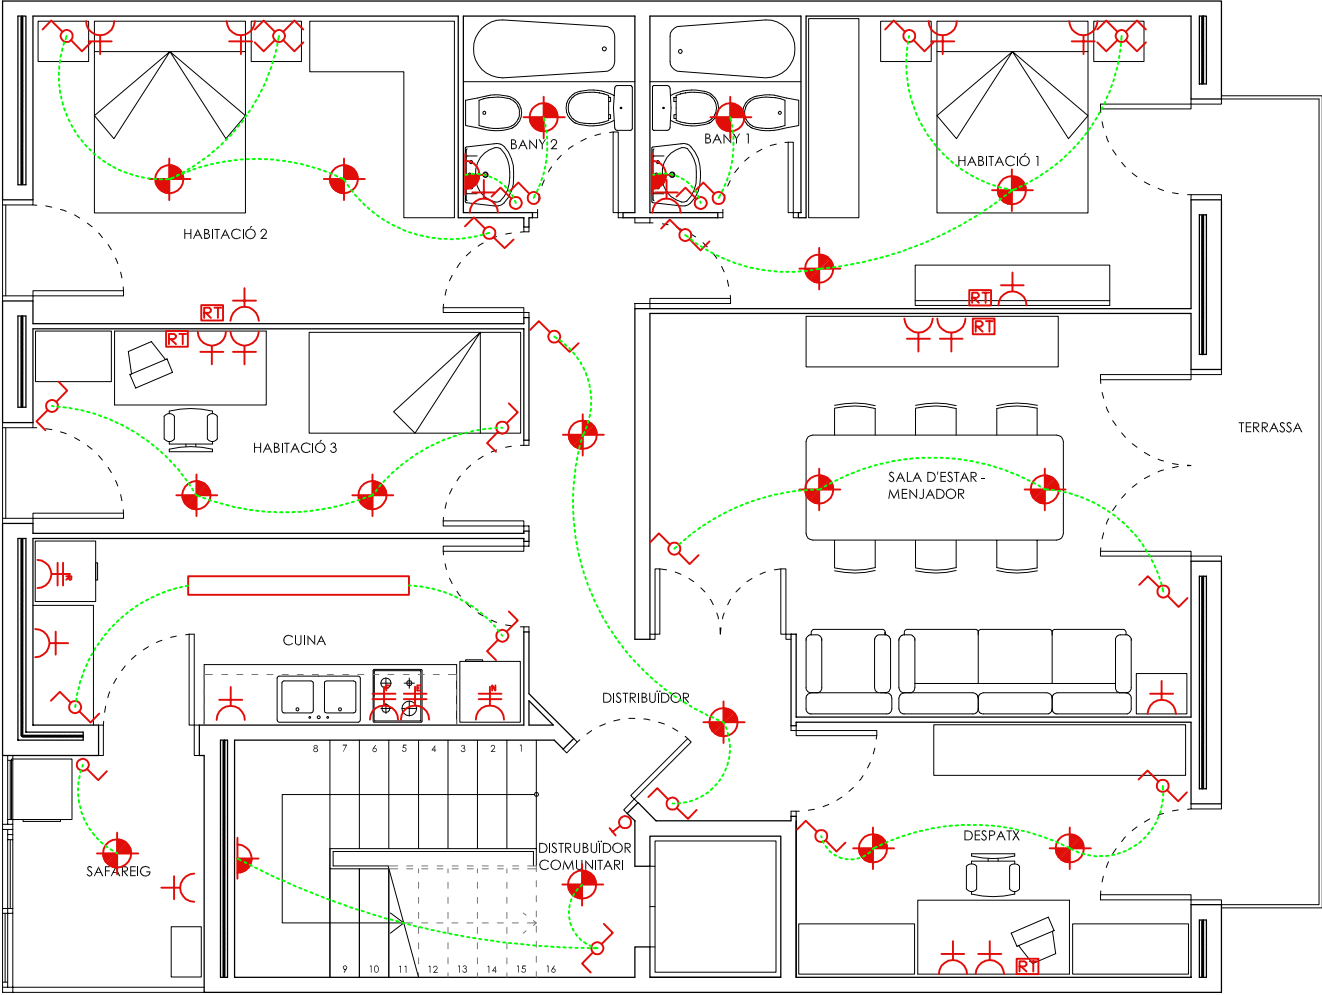 BANY 2
BANY 1
HABITACIÓ 1
HABITACIÓ 2
RT
RT
RT
RT
TERRASSA
HABITACIÓ 3
SALA D'ESTAR -
MENJADOR
CUINA
DISTRIBUÏDOR
8 7 6 5 4 3 2 1
DESPATX
DISTRUBUÏDOR
COMUNITARI
SAFAREIG
RT
9 10 11 12 13 14 15 16